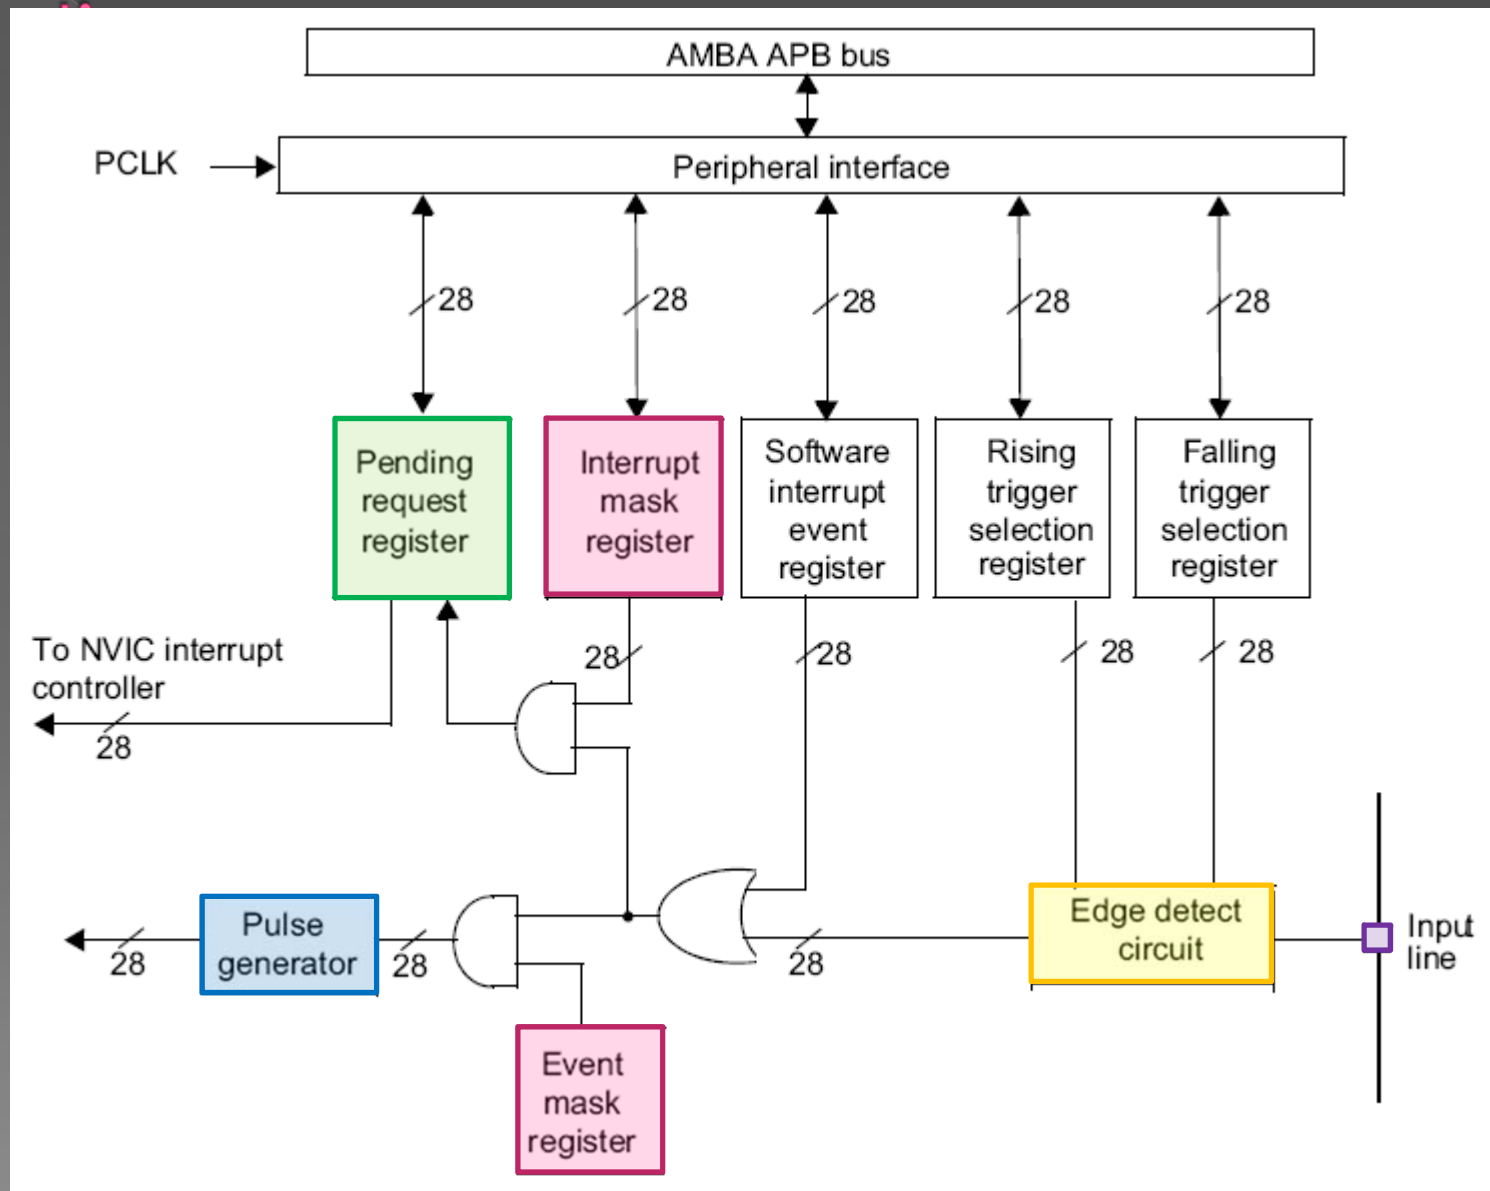 AMBA APB bus
PCLK
Peripheral interface
28
28
28
28
28
Pending
request
register
Interrupt
mask
register
Software
interrupt
event
register
Rising
trigger
selection
register
Falling
trigger
selection
register
To NVIC interrupt
controller
28
28
28
28
28
Pulse
generator
28
28
28
Edge detect
circuit
Input
line
Event
mask
register